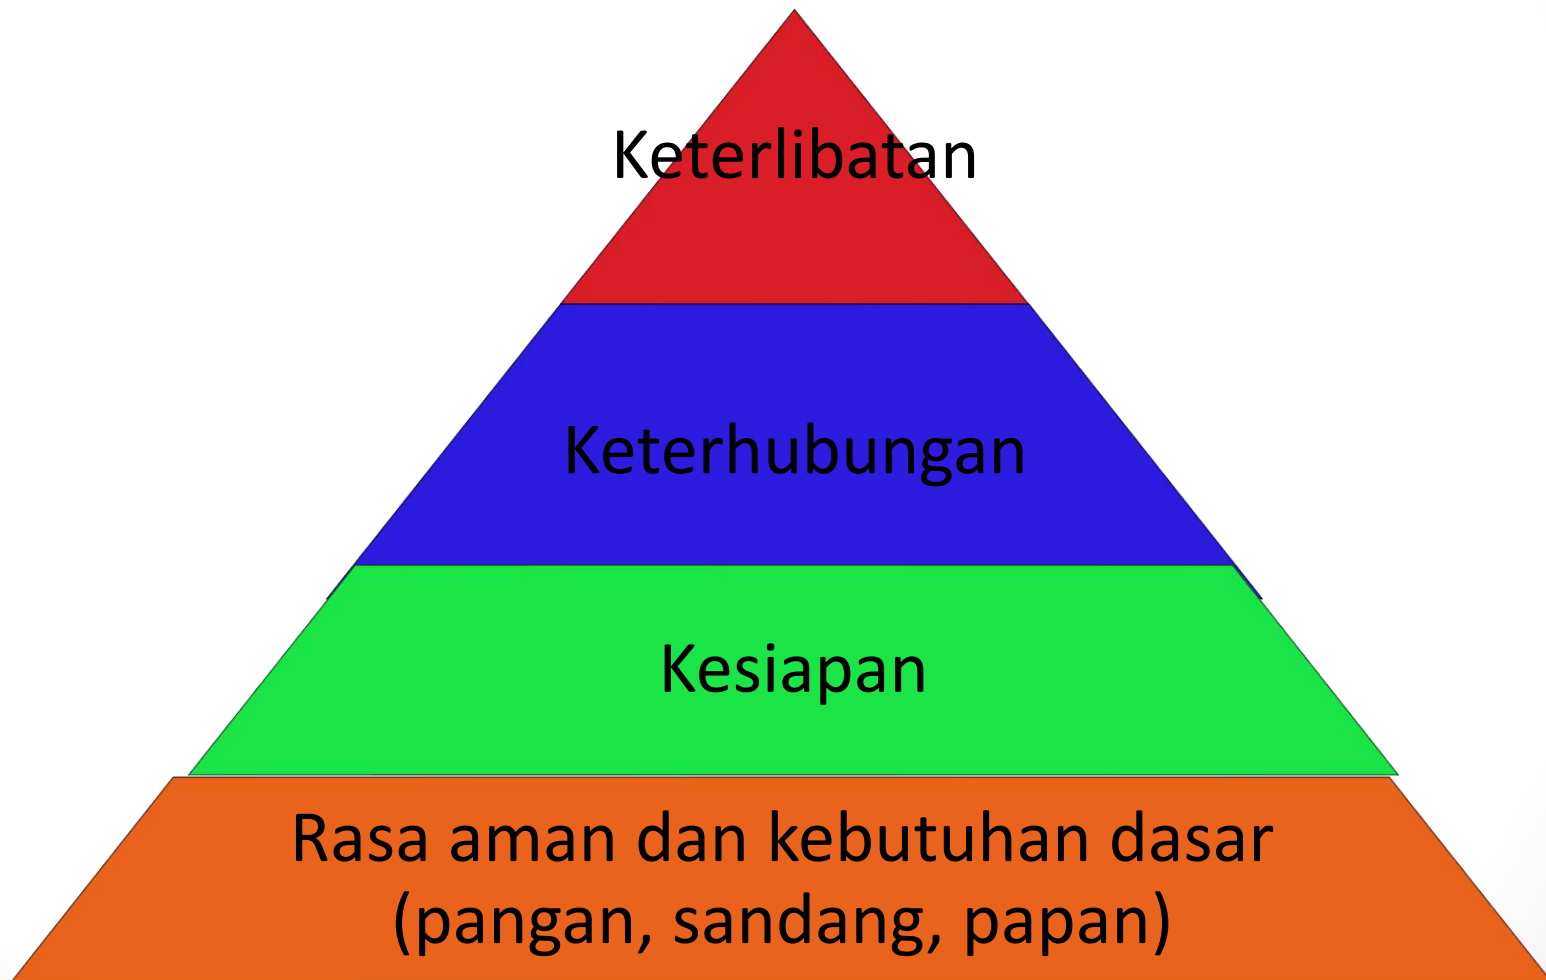 Keterlibatan
Keterhubungan
Kesiapan
Rasa aman dan kebutuhan dasar
(pangan, sandang, papan)